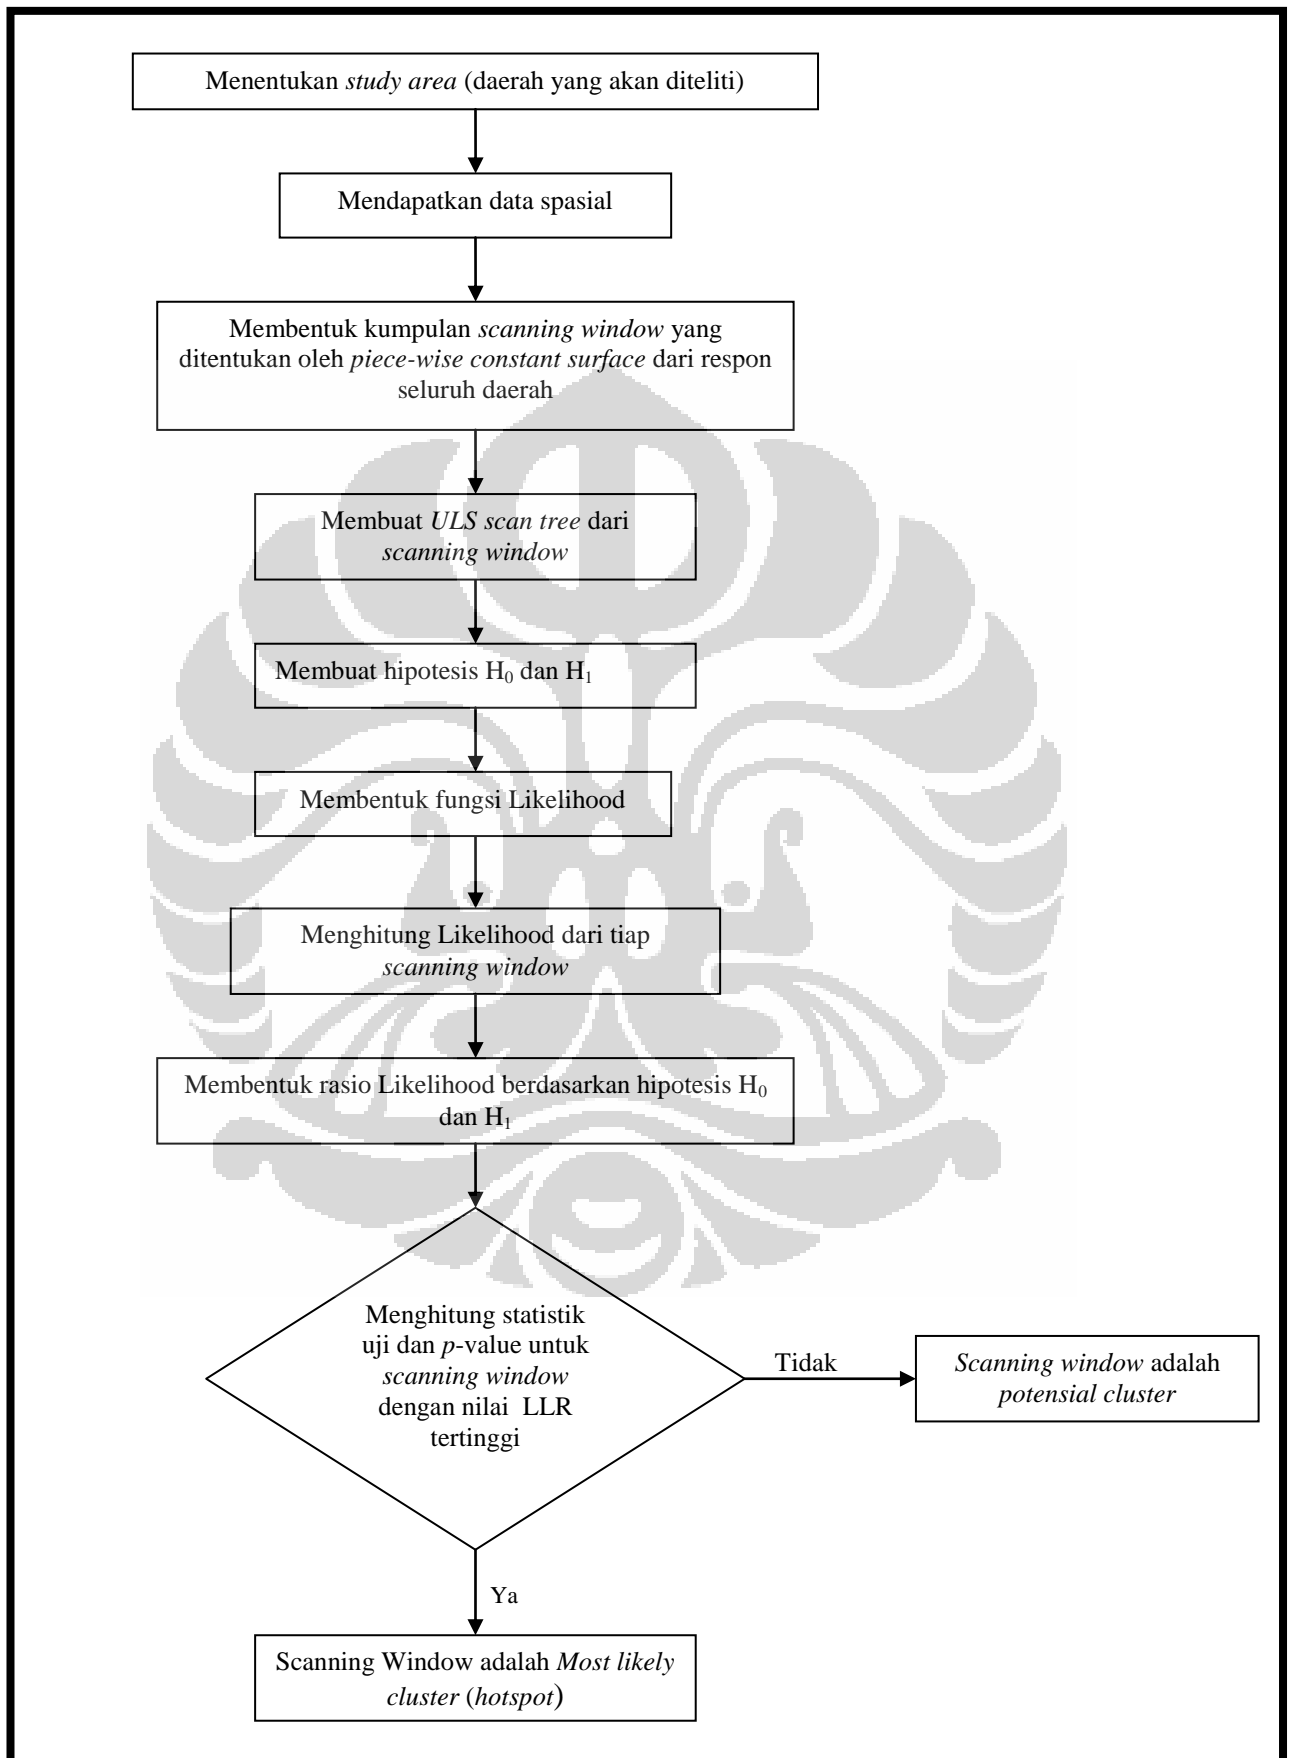 Menentukan study area (daerah yang akan diteliti)
Mendapatkan data spasial
Membentuk kumpulan scanning window yang
ditentukan oleh piece-wise constant surface dari respon
seluruh daerah
Membuat ULS scan tree dari
scanning window
Membuat hipotesis H₀ dan H₁
Membentuk fungsi Likelihood
Menghitung Likelihood dari tiap
scanning window
Membentuk rasio Likelihood berdasarkan hipotesis H₀
dan H₁
Menghitung statistik
uji dan p-value untuk
scanning window
dengan nilai LLR
tertinggi
Tidak
Scanning window adalah
potensial cluster
Ya
Scanning Window adalah Most likely
cluster (hotspot)